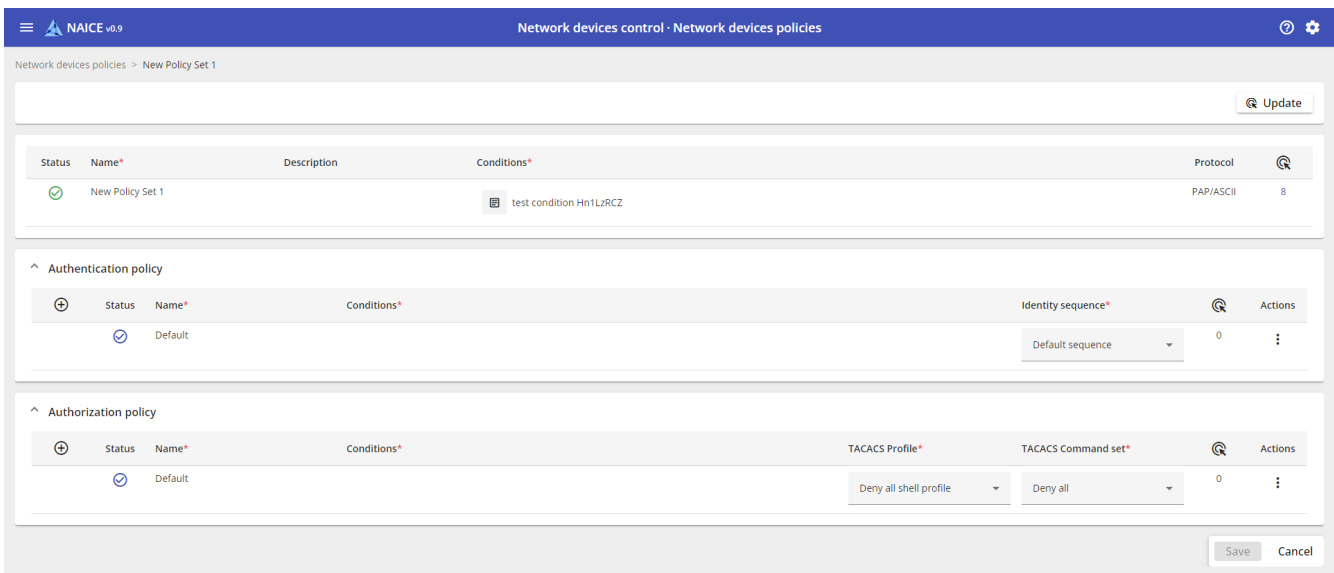 NAICE v0.9
Network devices control · Network devices policies
Network devices policies > New Policy Set 1
Update
Status Name* Description Conditions* Protocol
New Policy Set 1 test condition Hn1LzRCZ PAP/ASCII 8
Authentication policy
Status Name* Conditions* Identity sequence* Actions
Default Default sequence 0
Authorization policy
Status Name* Conditions* TACACS Profile* TACACS Command set* Actions
Default Deny all shell profile Deny all 0
Save Cancel